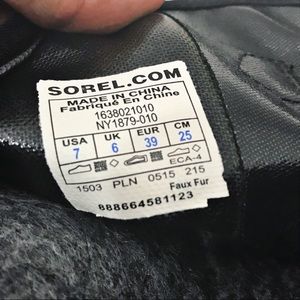 SOREL.COM
MADE IN CHINA
Fabriqué En Chine
1638021010
NY1879-010
USA UK EUR CM
7 6 39 25
ECA-4
1503 PLN 0515 215
Faux Fur
888664581123